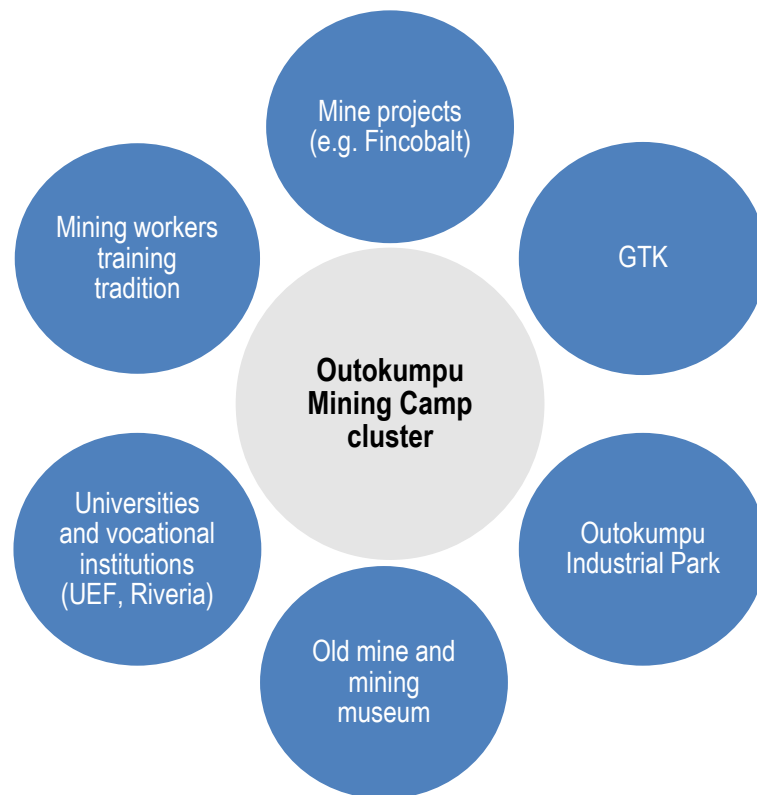 Mine projects
(e.g. Fincobalt)
Mining workers
training
tradition
GTK
Outokumpu
Mining Camp
cluster
Universities
and vocational
institutions
(UEF, Riveria)
Outokumpu
Industrial Park
Old mine and
mining
museum